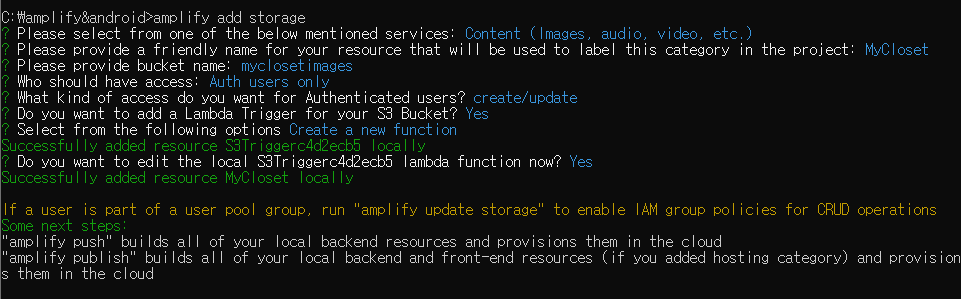 C:\amplify&android>amplify add storage
? Please select from one of the below mentioned services: Content (Images, audio, video, etc.)
? Please provide a friendly name for your resource that will be used to label this category in the project: MyCloset
? Please provide bucket name: myclosetimages
? Who should have access: Auth users only
? What kind of access do you want for Authenticated users? create/update
? Do you want to add a Lambda Trigger for your S3 Bucket? Yes
? Select from the following options Create a new function
Successfully added resource S3Triggerc4d2ecb5 locally
? Do you want to edit the local S3Triggerc4d2ecb5 lambda function now? Yes
Successfully added resource MyCloset locally
If a user is part of a user pool group, run "amplify update storage" to enable IAM group policies for CRUD operations
Some next steps:
"amplify push" builds all of your local backend resources and provisions them in the cloud
"amplify publish" builds all of your local backend and front-end resources (if you added hosting category) and provision
s them in the cloud